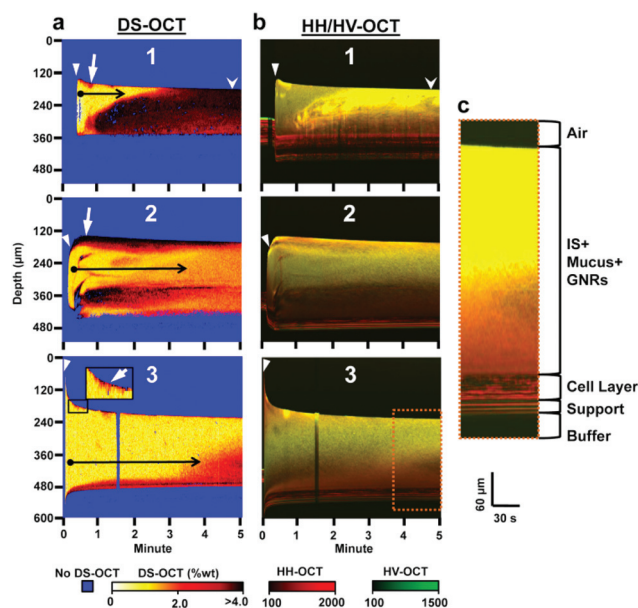 a DS-OCT
b HH/HV-OCT
c
0
120
240
360
480
1
1
Air
0
120
240
360
480
Depth (µm)
2
2
IS+
Mucus+
GNRs
0
120
240
360
480
600
3
3
Cell Layer
Support
Buffer
0 1 2 3 4 5
Minute
0 1 2 3 4 5
Minute
60 µm
30 s
No DS-OCT
DS-OCT (%wt)
0 2.0 >4.0
HH-OCT
100 2000
HV-OCT
100 1500